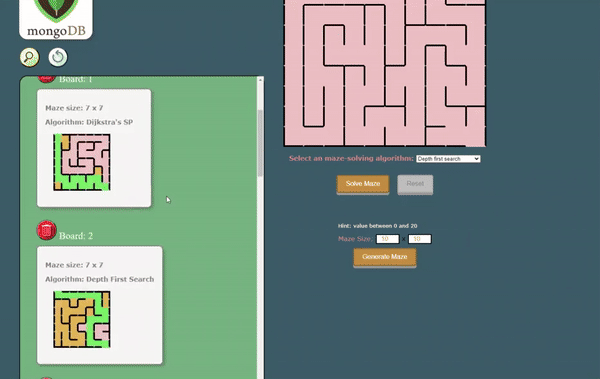 mongoDB
Board: 1
Maze size: 7 x 7
Algorithm: Dijkstra's SP
Board: 2
Maze size: 7 x 7
Algorithm: Depth First Search
Select an maze-solving algorithm: Depth first search
Solve Maze
Reset
Hint: value between 0 and 20
Maze Size: 10 x 10
Generate Maze